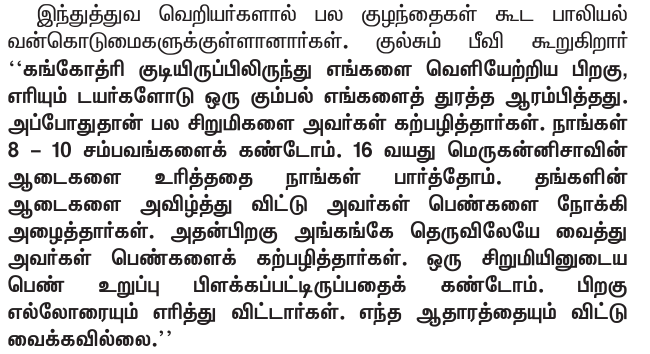 இந்துத்துவ வெறியர்களால் பல குழந்தைகள் கூட பாலியல்
வன்கொடுமைகளுக்குள்ளானார்கள். குல்சும் பீவி கூறுகிறார்
‘‘கங்கோத்ரி குடியிருப்பிலிருந்து எங்களை வெளியேற்றிய பிறகு,
எரியும் டயர்களோடு ஒரு கும்பல் எங்களைத் துரத்த ஆரம்பித்தது.
அப்போதுதான் பல சிறுமிகளை அவர்கள் கற்பழித்தார்கள். நாங்கள்
8 – 10 சம்பவங்களைக் கண்டோம். 16 வயது மெருகன்னிசாவின்
ஆடைகளை உரித்ததை நாங்கள் பார்த்தோம். தங்களின்
ஆடைகளை அவிழ்த்து விட்டு அவர்கள் பெண்களை நோக்கி
அழைத்தார்கள். அதன்பிறகு அங்கங்கே தெருவிலேயே வைத்து
அவர்கள் பெண்களைக் கற்பழித்தார்கள். ஒரு சிறுமியினுடைய
பெண் உறுப்பு பிளக்கப்பட்டிருப்பதைக் கண்டோம். பிறகு
எல்லோரையும் எரித்து விட்டார்கள். எந்த ஆதாரத்தையும் விட்டு
வைக்கவில்லை.’’